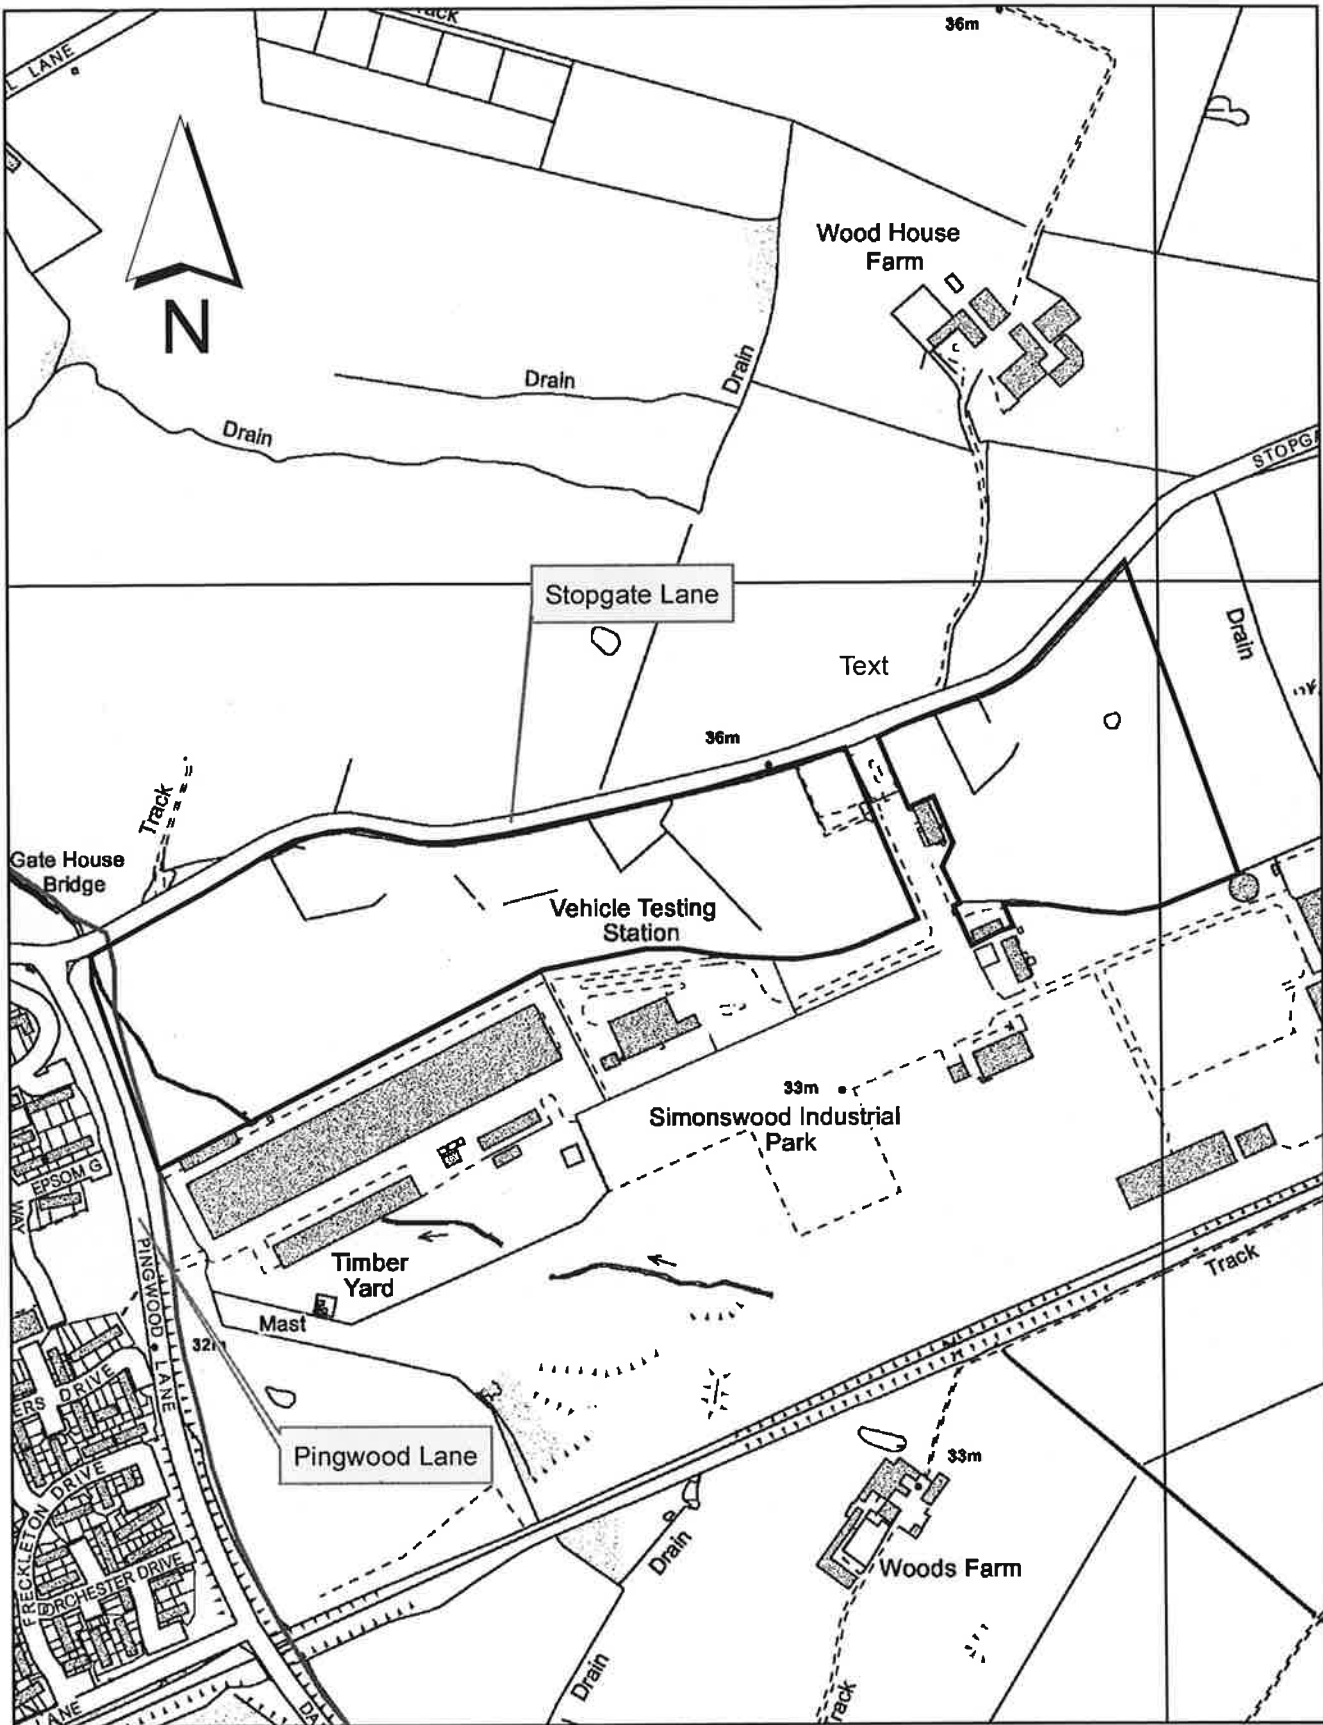 Track
36m
L LANE
Wood House
Farm
N
Drain
Drain
Drain
STOPGA
Stopgate Lane
Drain
Text
36m
Track
Gate House
Bridge
Vehicle Testing
Station
33m
Simonswood Industrial
Park
EPSOM G
WAY
PINGWOOD LANE
Timber
Yard
Track
Mast
32m
ERS DRIVE
Pingwood Lane
33m
FRECKLETON DRIVE
Drain
Woods Farm
ORCHESTER DRIVE
Drain
Track
LANE
DA